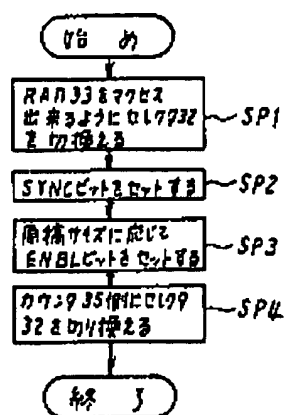 始め
RAM33をアクセス
出来るようにセレクタ32
を切換える
SP1
SYNCビットをセットする
SP2
原稿サイズに応じて
ENBLビットをセットする
SP3
カウンタ35側にセレクタ
32を切り換える
SP4
終了